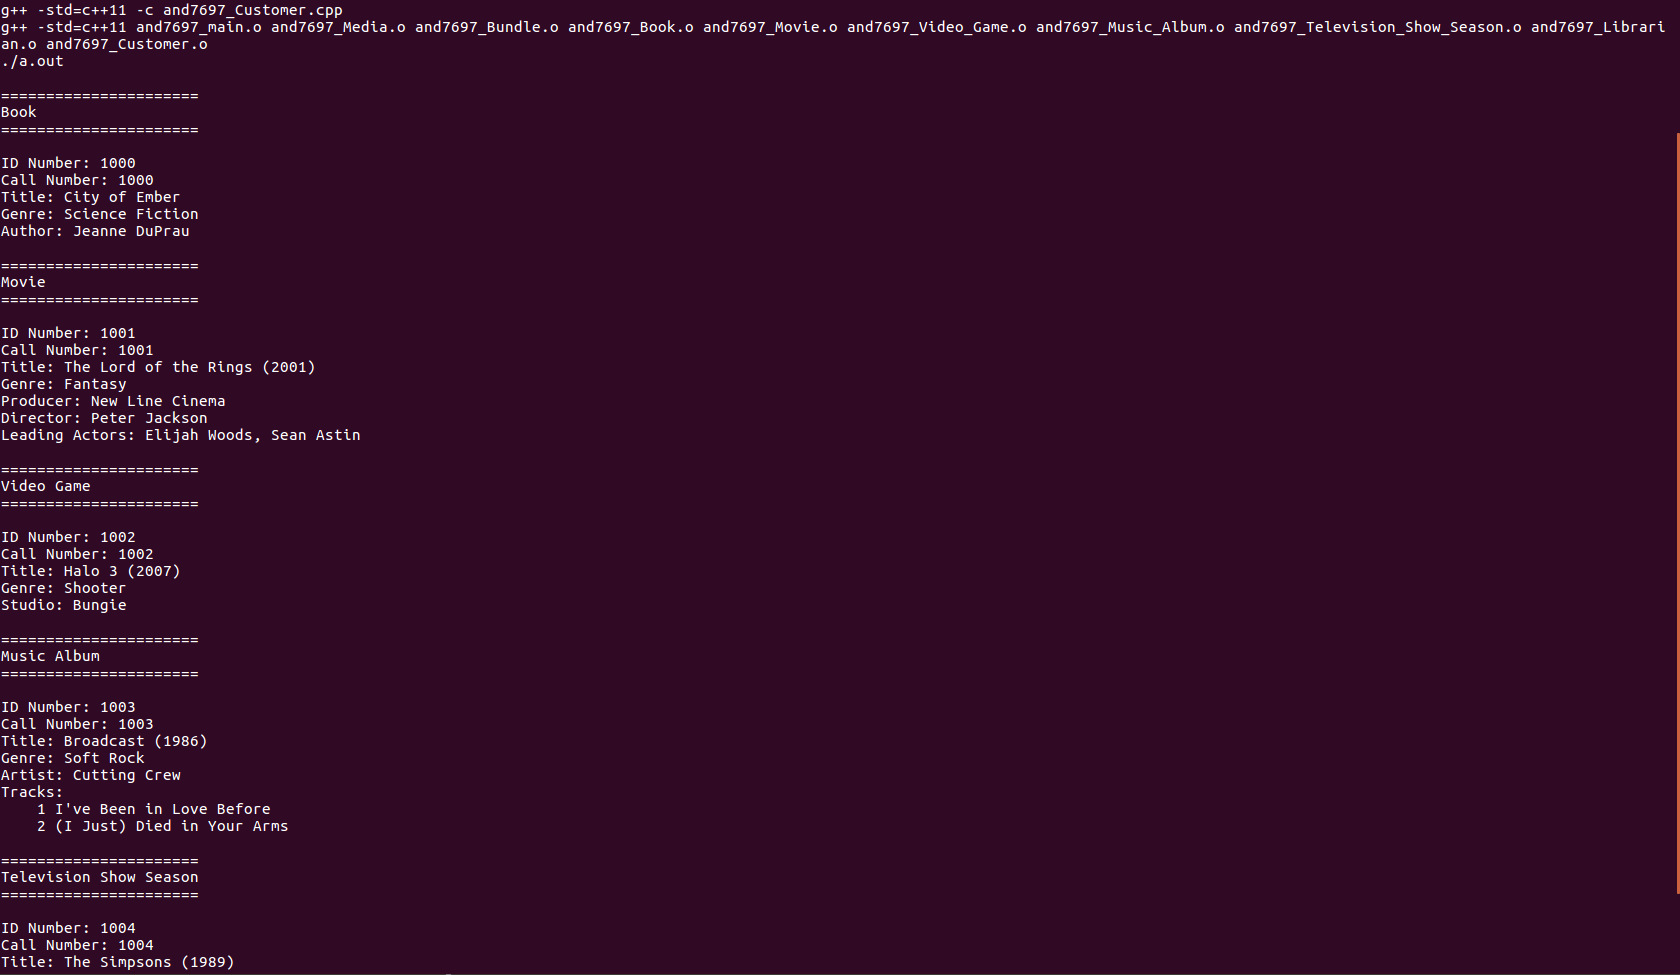 g++ -std=c++11 -c and7697_Customer.cpp
g++ -std=c++11 and7697_main.o and7697_Media.o and7697_Bundle.o and7697_Book.o and7697_Movie.o and7697_Video_Game.o and7697_Music_Album.o and7697_Television_Show_Season.o and7697_Librari
an.o and7697_Customer.o
./a.out
======================
Book
======================
ID Number: 1000
Call Number: 1000
Title: City of Ember
Genre: Science Fiction
Author: Jeanne DuPrau
======================
Movie
======================
ID Number: 1001
Call Number: 1001
Title: The Lord of the Rings (2001)
Genre: Fantasy
Producer: New Line Cinema
Director: Peter Jackson
Leading Actors: Elijah Woods, Sean Astin
======================
Video Game
======================
ID Number: 1002
Call Number: 1002
Title: Halo 3 (2007)
Genre: Shooter
Studio: Bungie
======================
Music Album
======================
ID Number: 1003
Call Number: 1003
Title: Broadcast (1986)
Genre: Soft Rock
Artist: Cutting Crew
Tracks:
    1 I've Been in Love Before
    2 (I Just) Died in Your Arms
======================
Television Show Season
======================
ID Number: 1004
Call Number: 1004
Title: The Simpsons (1989)